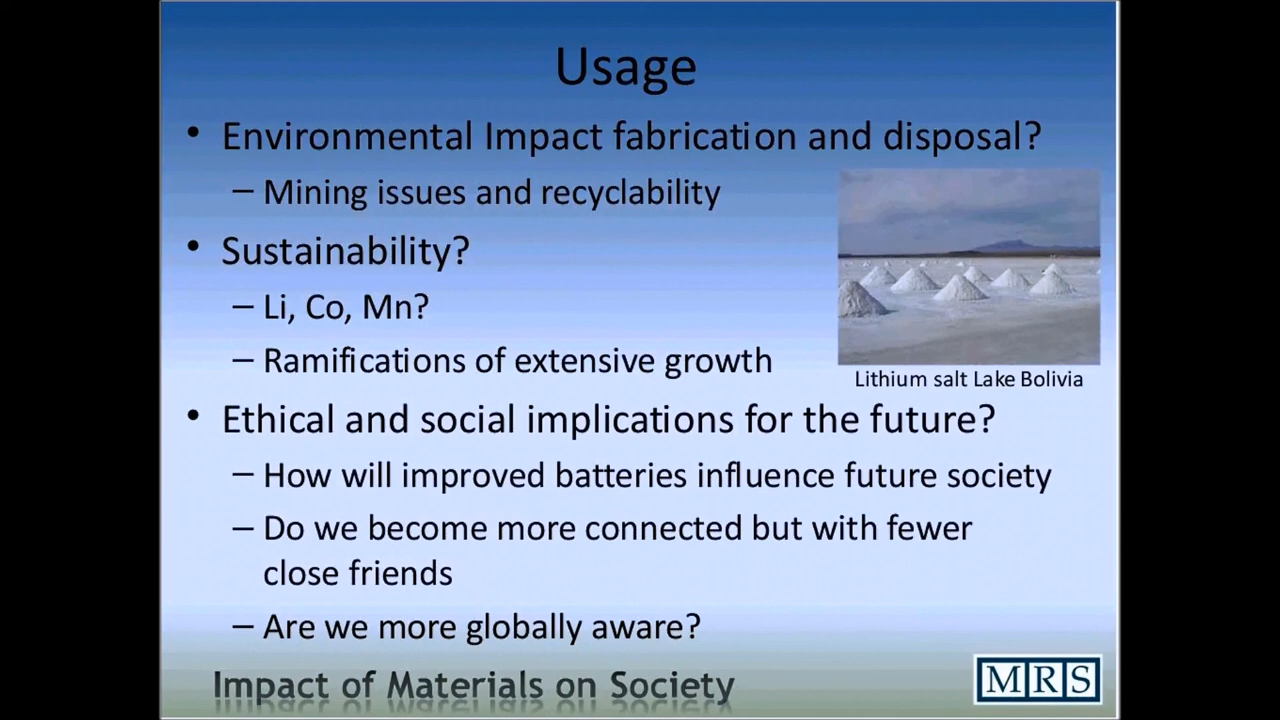 Usage
• Environmental Impact fabrication and disposal?
– Mining issues and recyclability
• Sustainability?
– Li, Co, Mn?
– Ramifications of extensive growth
Lithium salt Lake Bolivia
• Ethical and social implications for the future?
– How will improved batteries influence future society
– Do we become more connected but with fewer
close friends
– Are we more globally aware?
Impact of Materials on Society
MRS